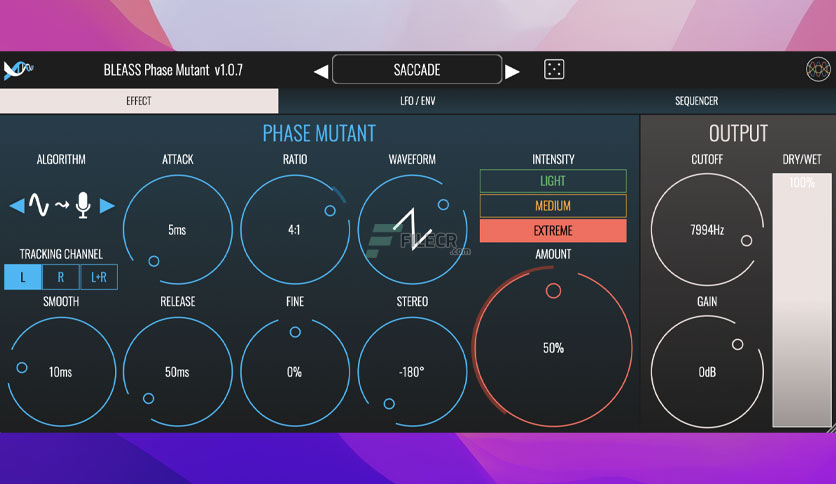 BLEASS Phase Mutant v1.0.7
SACCADE
EFFECT
LFO / ENV
SEQUENCER
PHASE MUTANT
OUTPUT
ALGORITHM
ATTACK
RATIO
WAVEFORM
INTENSITY
CUTOFF
DRY/WET
LIGHT
100%
MEDIUM
5ms
4:1
EXTREME
7994Hz
FILECR
.com
TRACKING CHANNEL
AMOUNT
L
R
L+R
SMOOTH
RELEASE
FINE
STEREO
GAIN
50%
10ms
50ms
0%
-180°
0dB